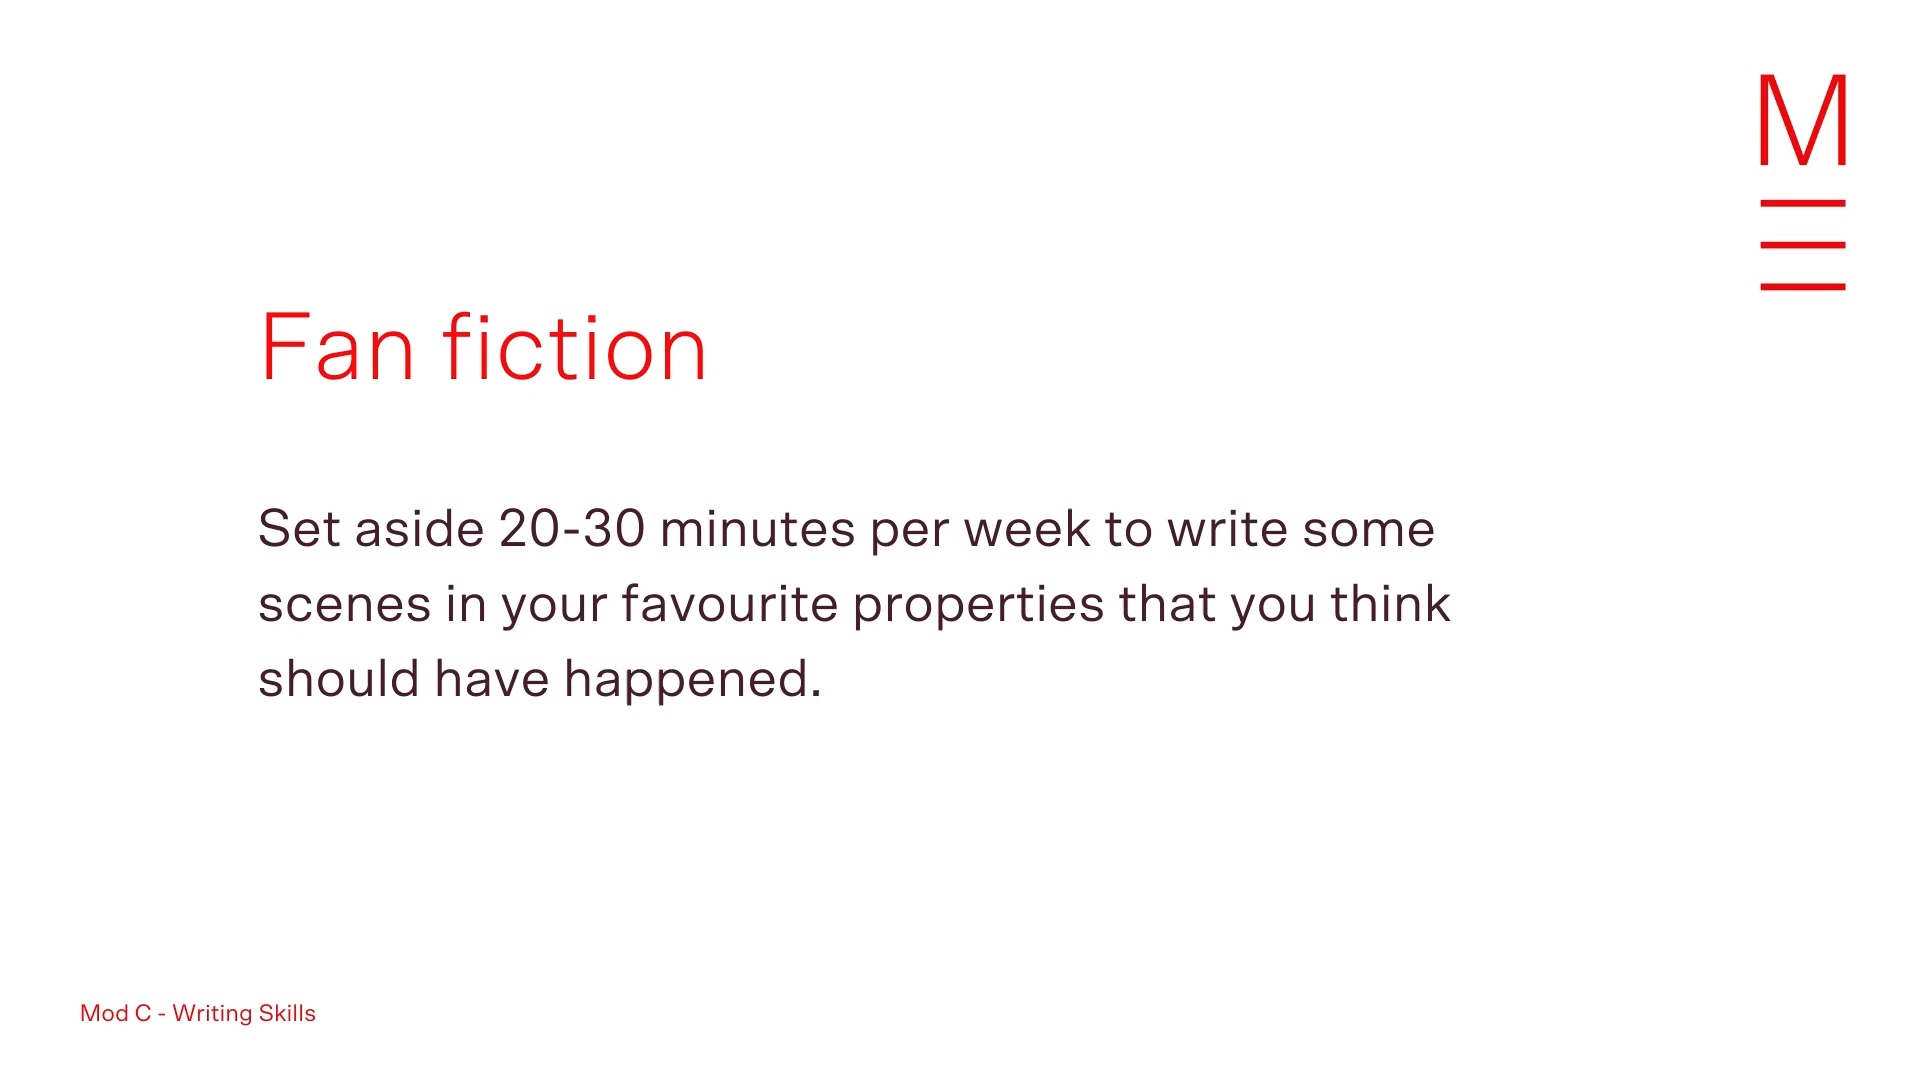 M
Fan fiction
Set aside 20-30 minutes per week to write some
scenes in your favourite properties that you think
should have happened.
Mod C - Writing Skills